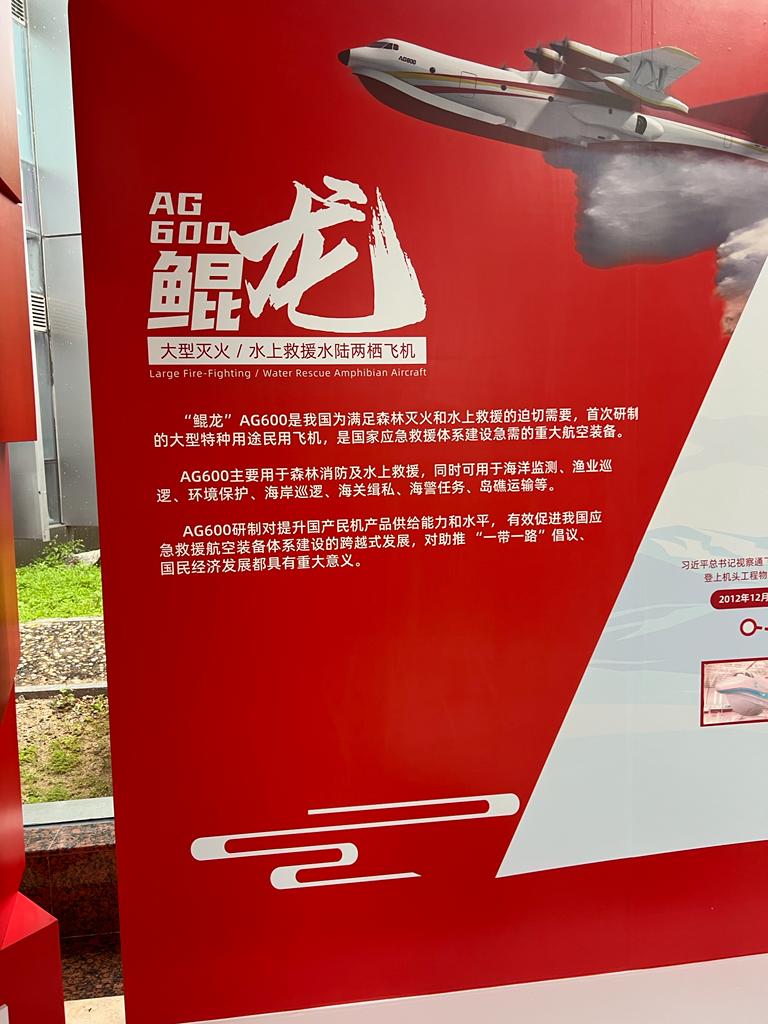 AG600
AG
600
鲲龙
大型灭火 / 水上救援水陆两栖飞机
Large Fire-Fighting / Water Rescue Amphibian Aircraft
“鲲龙” AG600是我国为满足森林灭火和水上救援的迫切需要，首次研制
的大型特种用途民用飞机，是国家应急救援体系建设急需的重大航空装备。
AG600主要用于森林消防及水上救援，同时可用于海洋监测、渔业巡
逻、环境保护、海岸巡逻、海关缉私、海警任务、岛礁运输等。
AG600研制对提升国产民机产品供给能力和水平， 有效促进我国应
急救援航空装备体系建设的跨越式发展，对助推 “一带一路” 倡议、
国民经济发展都具有重大意义。
习近平总书记视察通
登上机头工程物
2012年12月